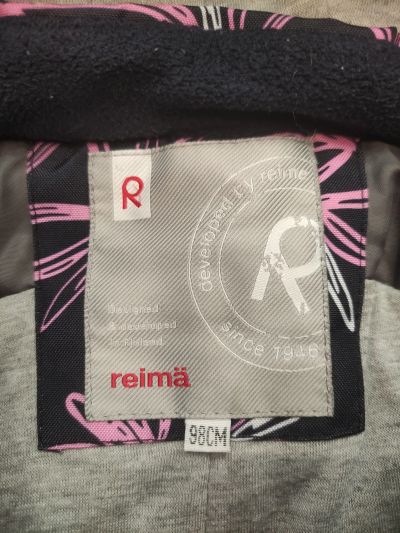 R
developed by reima
R
since 1946
Designed
& developed
in Finland
reimä
98CM